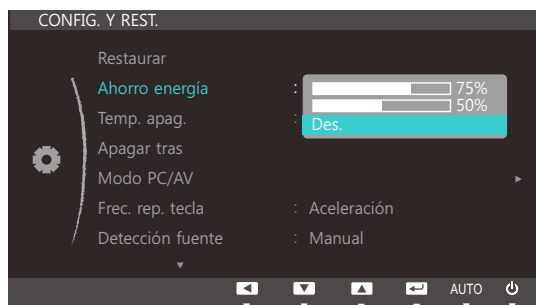 CONFIG. Y REST.
Restaurar
Ahorro energía : 75%
50%
Des.
Temp. apag. :
Apagar tras
Modo PC/AV
Frec. rep. tecla : Aceleración
Detección fuente : Manual
AUTO